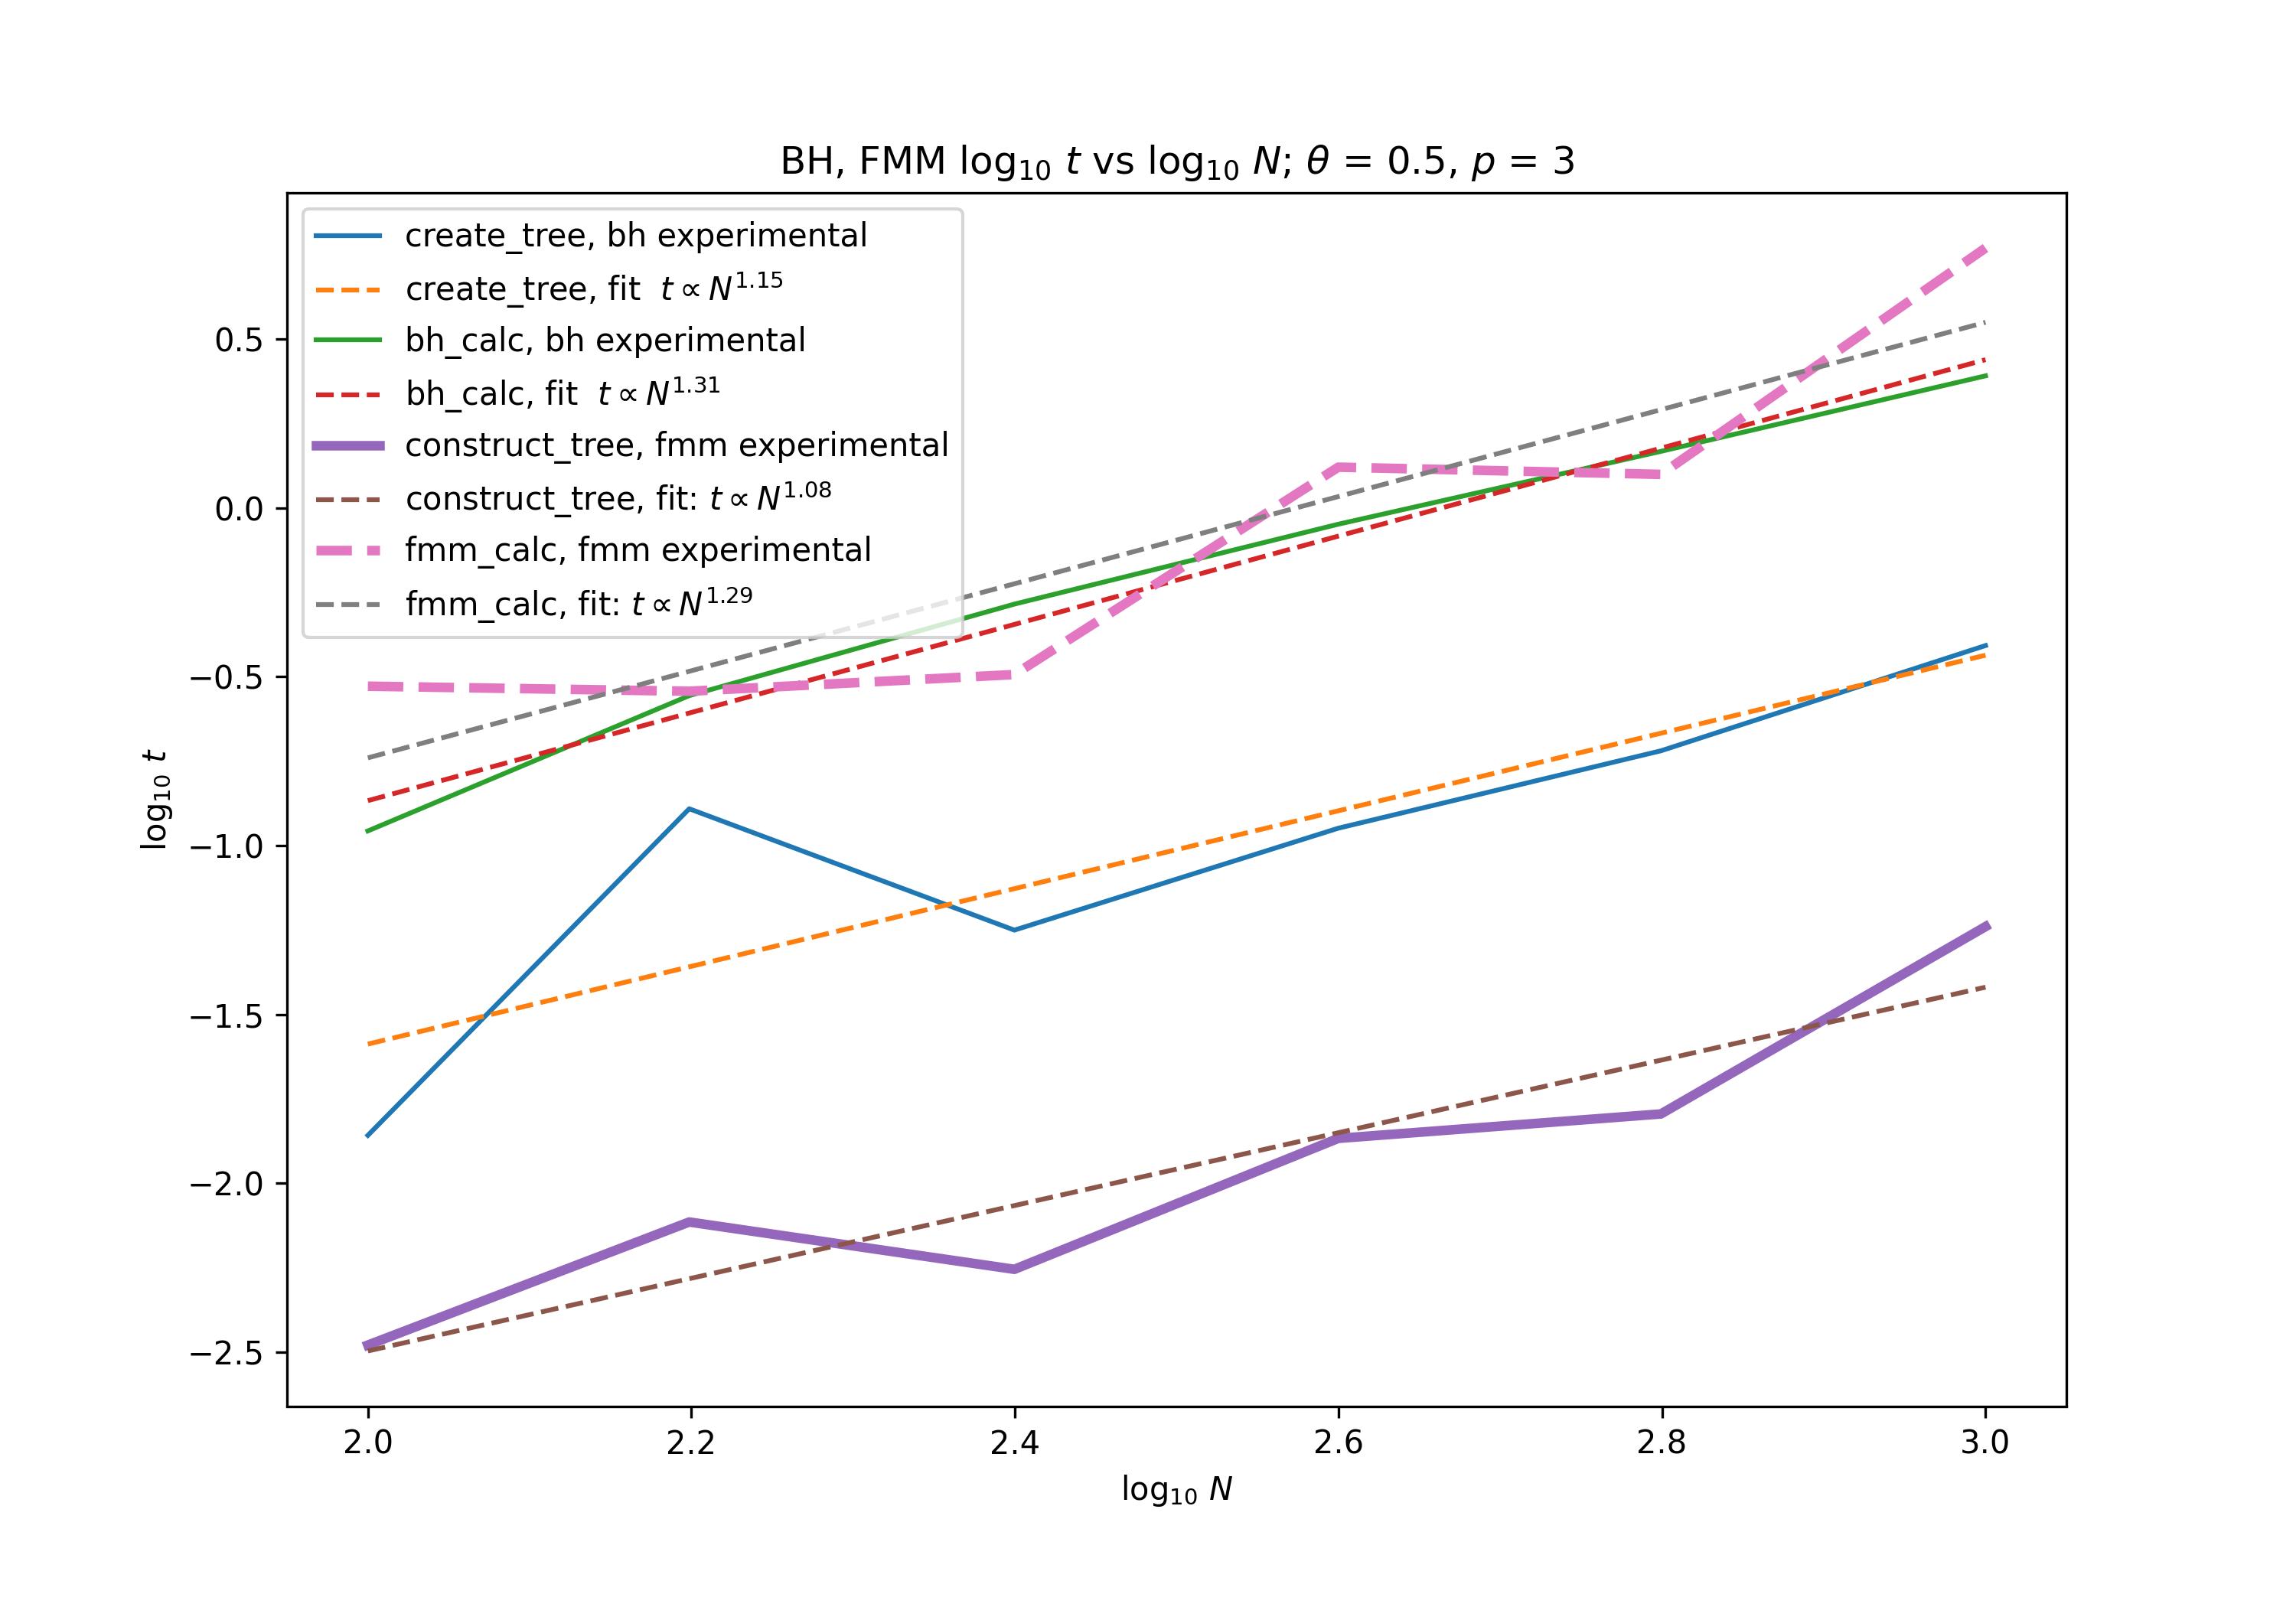 BH, FMM log₁₀ t vs log₁₀ N; θ = 0.5, p = 3
create_tree, bh experimental
create_tree, fit t ∝ N^1.15
bh_calc, bh experimental
bh_calc, fit t ∝ N^1.31
construct_tree, fmm experimental
construct_tree, fit: t ∝ N^1.08
fmm_calc, fmm experimental
fmm_calc, fit: t ∝ N^1.29
0.5
0.0
−0.5
−1.0
−1.5
−2.0
−2.5
log₁₀ t
2.0 2.2 2.4 2.6 2.8 3.0
log₁₀ N